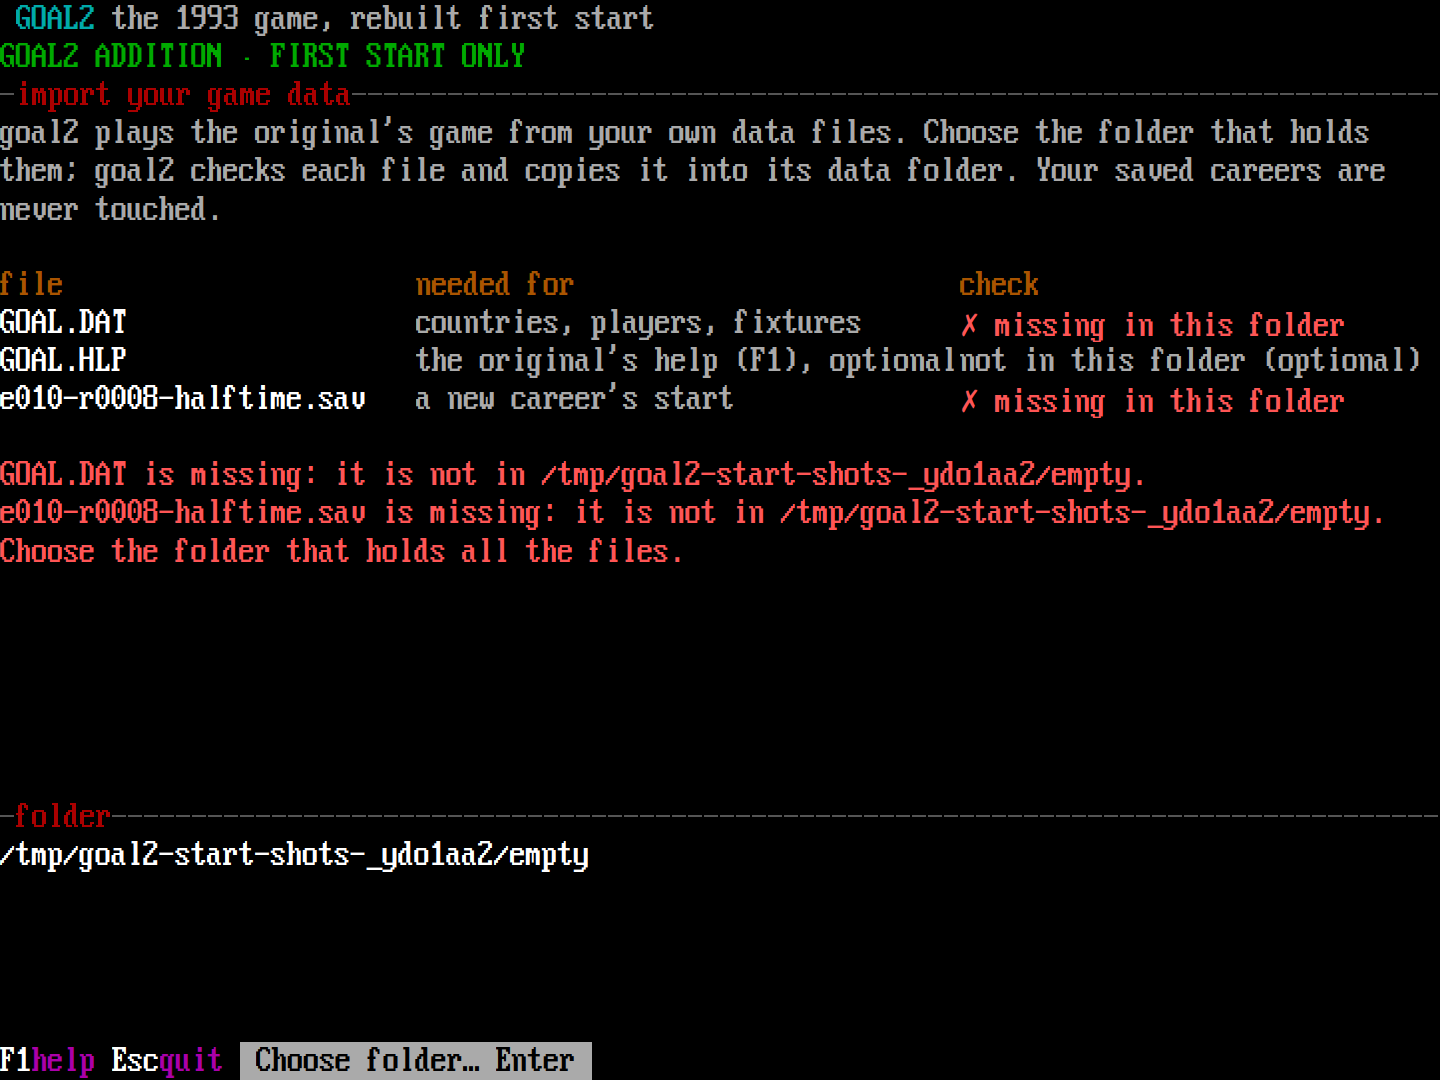 GOAL2 the 1993 game, rebuilt first start
GOAL2 ADDITION · FIRST START ONLY
import your game data
goal2 plays the original's game from your own data files. Choose the folder that holds
them; goal2 checks each file and copies it into its data folder. Your saved careers are
never touched.
file needed for check
GOAL.DAT countries, players, fixtures ✗ missing in this folder
GOAL.HLP the original's help (F1), optional not in this folder (optional)
e010-r0008-halftime.sav a new career's start ✗ missing in this folder
GOAL.DAT is missing: it is not in /tmp/goal2-start-shots-_ydo1aa2/empty.
e010-r0008-halftime.sav is missing: it is not in /tmp/goal2-start-shots-_ydo1aa2/empty.
Choose the folder that holds all the files.
folder
/tmp/goal2-start-shots-_ydo1aa2/empty
F1help Escquit Choose folder… Enter